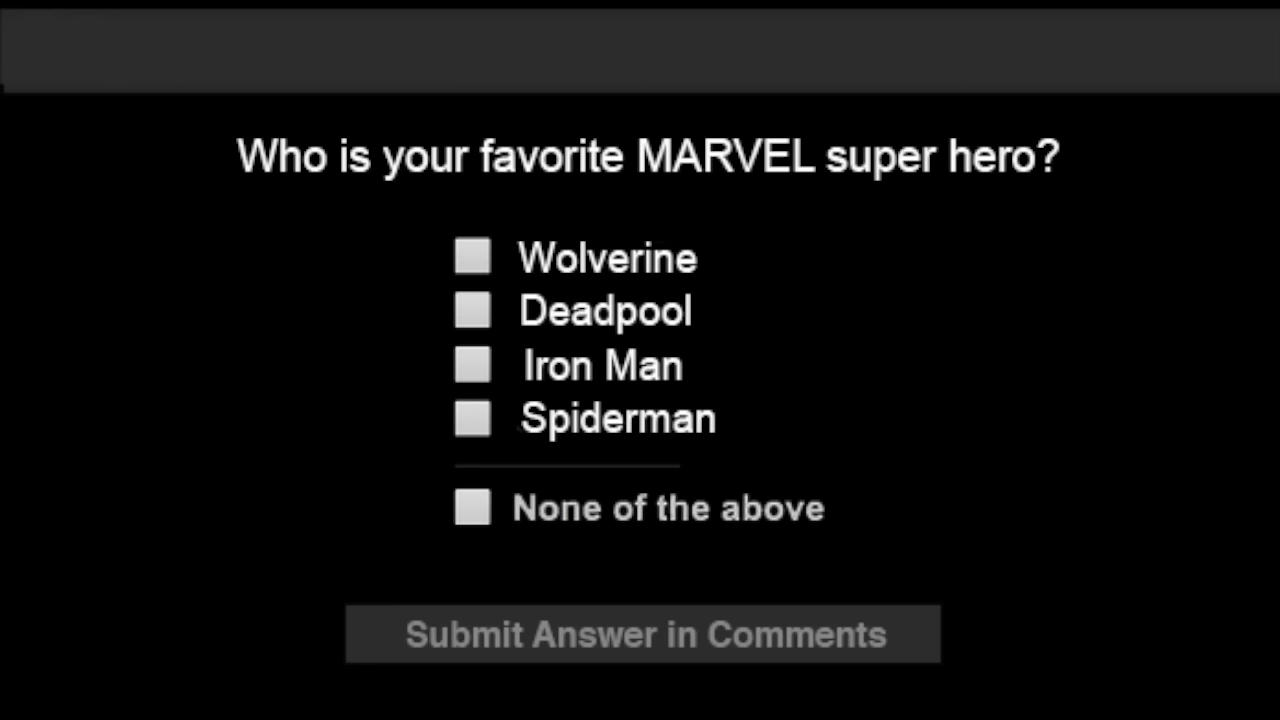 Who is your favorite MARVEL super hero?
Wolverine
Deadpool
Iron Man
Spiderman
None of the above
Submit Answer in Comments